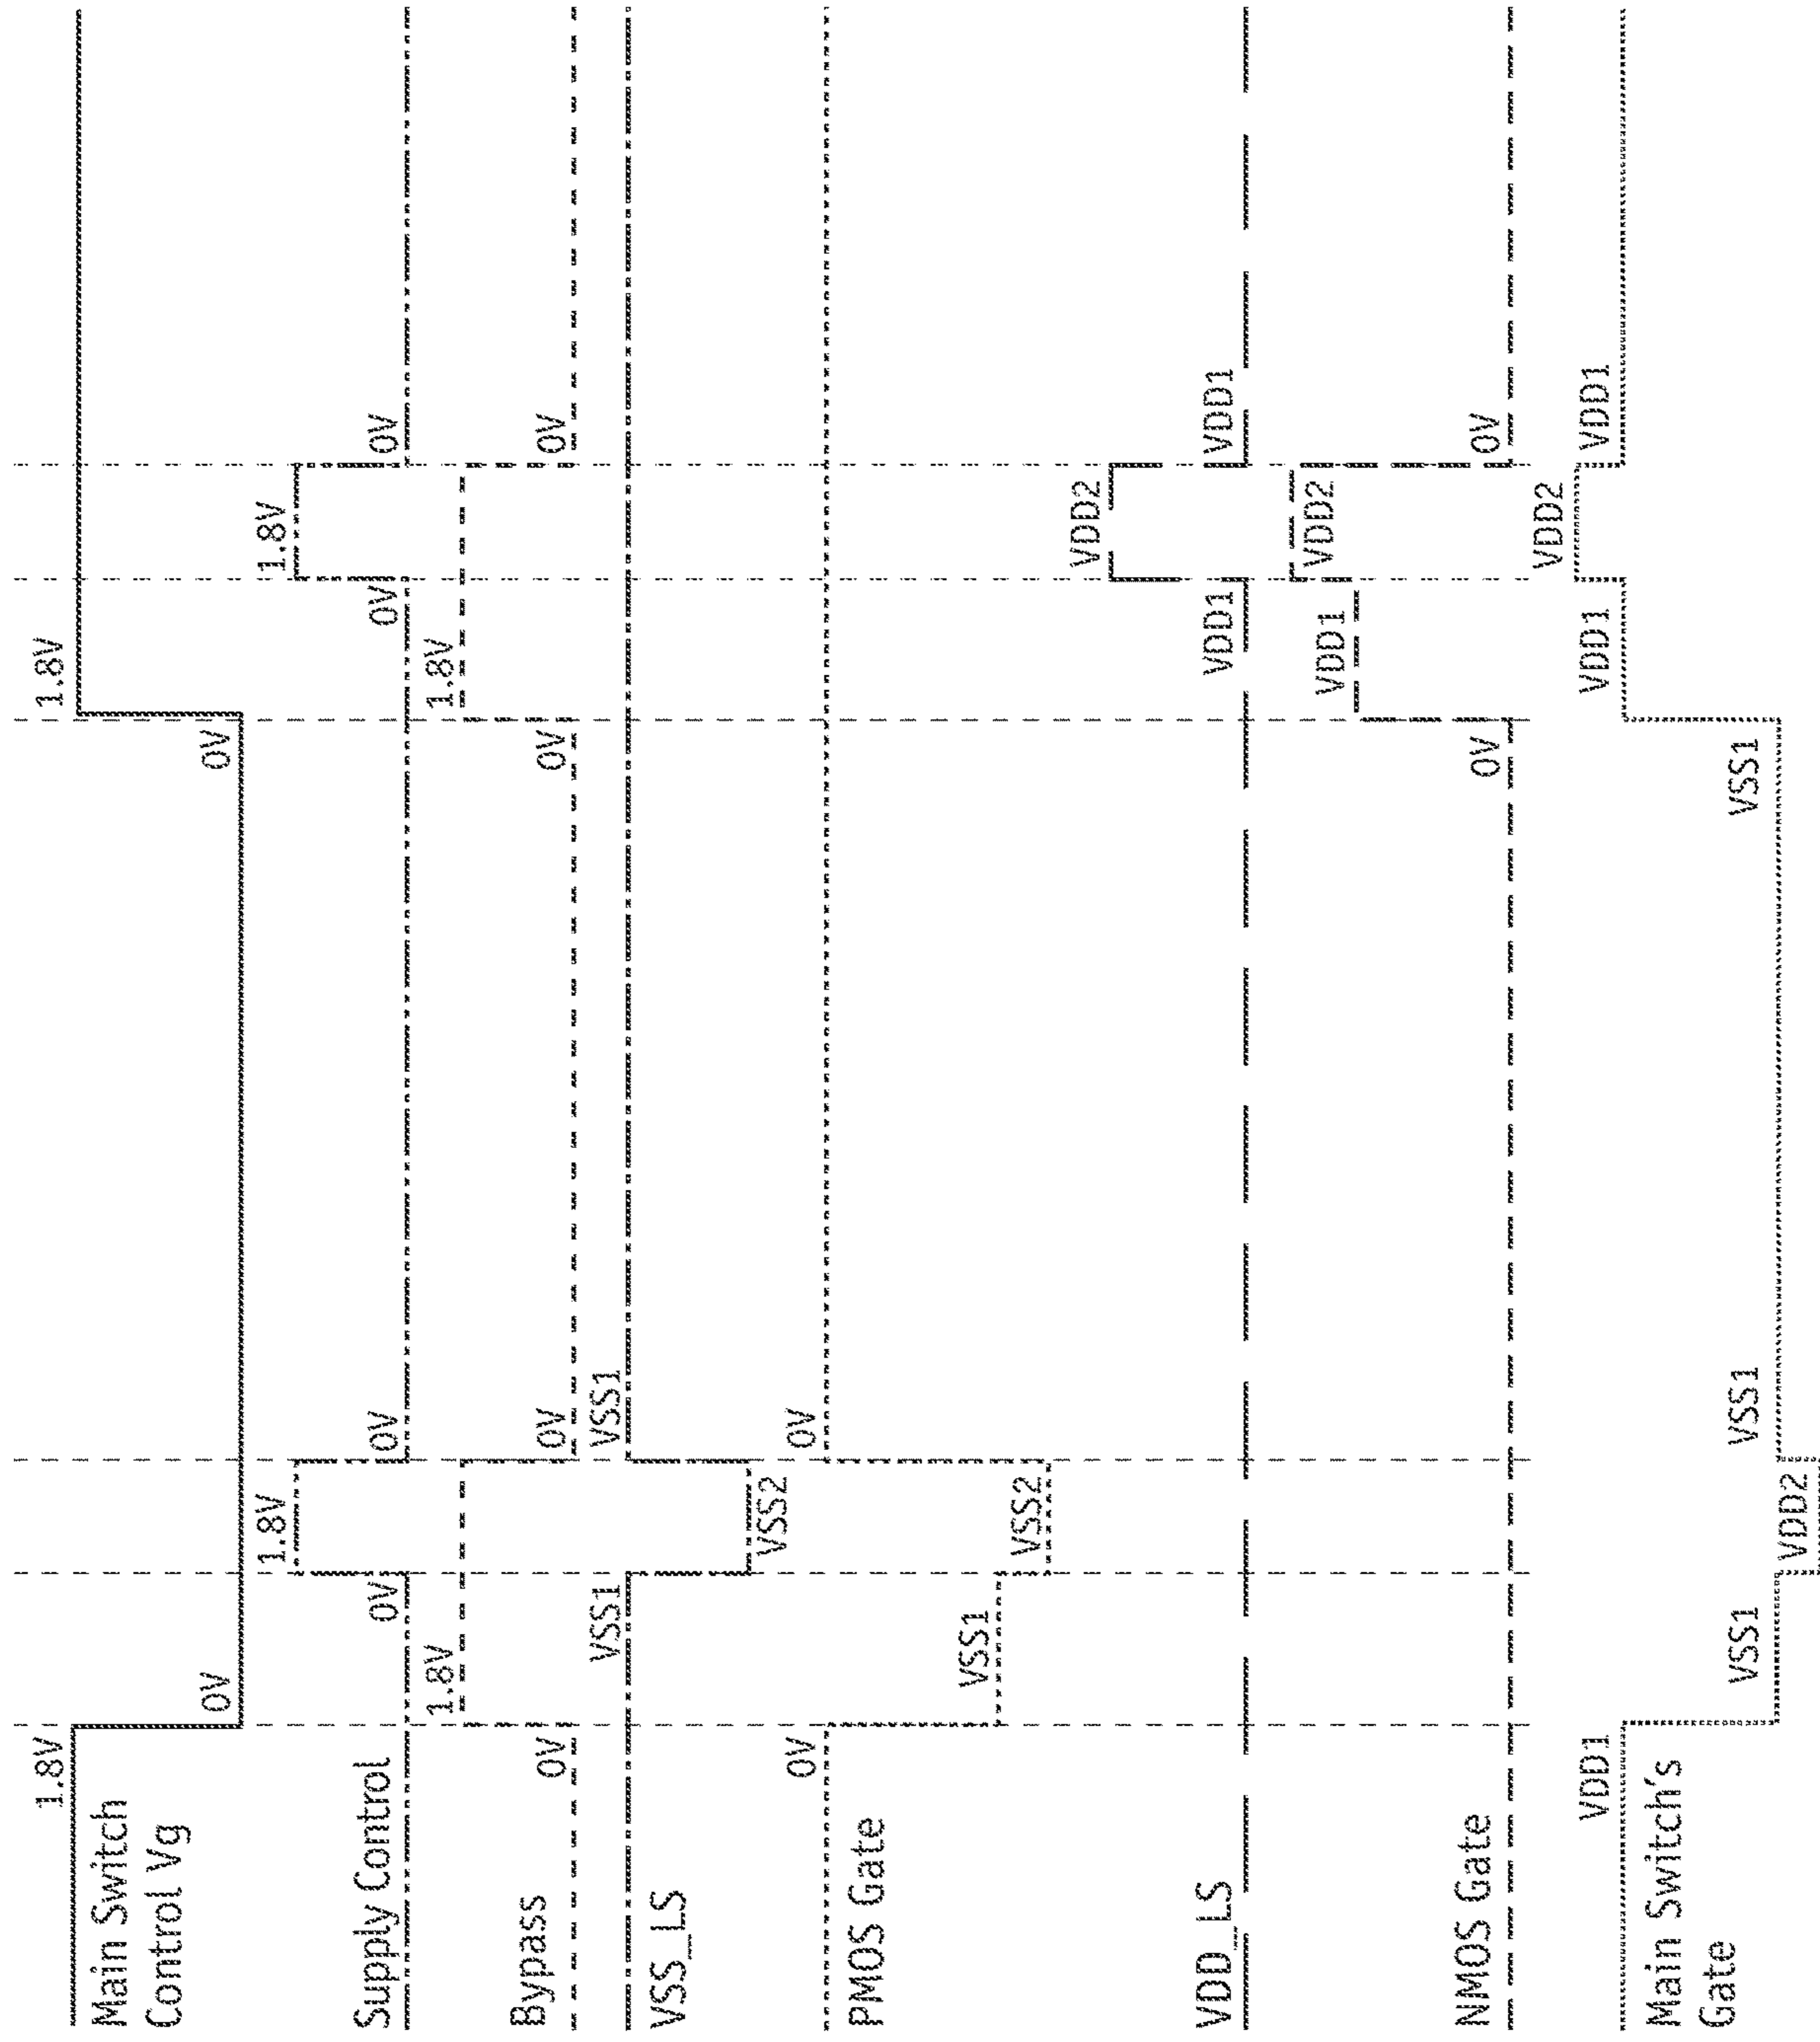 1.8V
0V
0V
1.8V
Main Switch
Control Vg
1.8V
1.8V
0V
0V
0V
0V
Supply Control
1.8V
1.8V
0V
0V
0V
0V
Bypass
VSS1
VSS1
VSS2
VSS_LS
0V
0V
VSS1
VSS2
PMOS Gate
VDD2
VDD1
VDD1
VDD_LS
VDD1
VDD2
0V
0V
NMOS Gate
VDD2
VDD1
VDD1
VDD1
VSS1
VSS1
VSS1
VDD2
Main Switch's
Gate